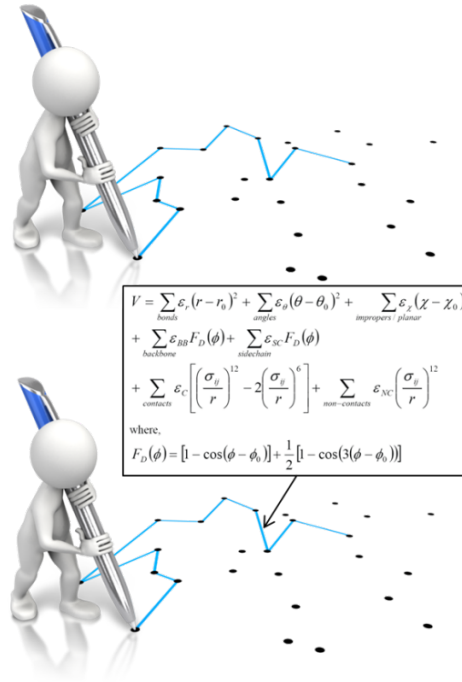 V = ∑_{bonds} ε_r(r − r_0)^2 + ∑_{angles} ε_θ(θ − θ_0)^2 + ∑_{impropers / planar} ε_χ(χ − χ_0)
+ ∑_{backbone} ε_{BB} F_D(ϕ) + ∑_{sidechain} ε_{SC} F_D(ϕ)
+ ∑_{contacts} ε_C [(σ_{ij}/r)^{12} − 2(σ_{ij}/r)^6] + ∑_{non-contacts} ε_{NC} (σ_{ij}/r)^{12}
where,
F_D(ϕ) = [1 − cos(ϕ − ϕ_0)] + 1/2 [1 − cos(3(ϕ − ϕ_0))]